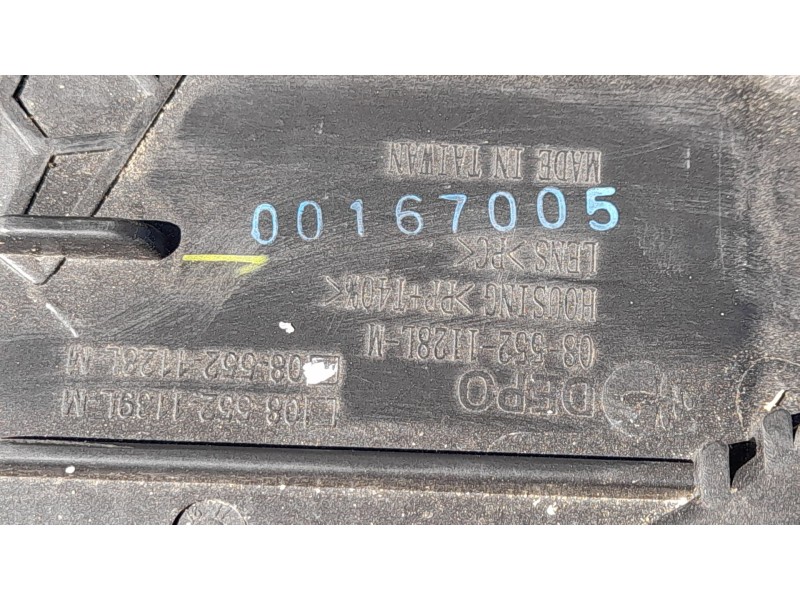 DEPO
08-552-1128L-M
HOUSING >PP+T40%<
LENS >PC<
MADE IN TAIWAN
L 08-552-1139L-M
08-552-1128L-M
00167005